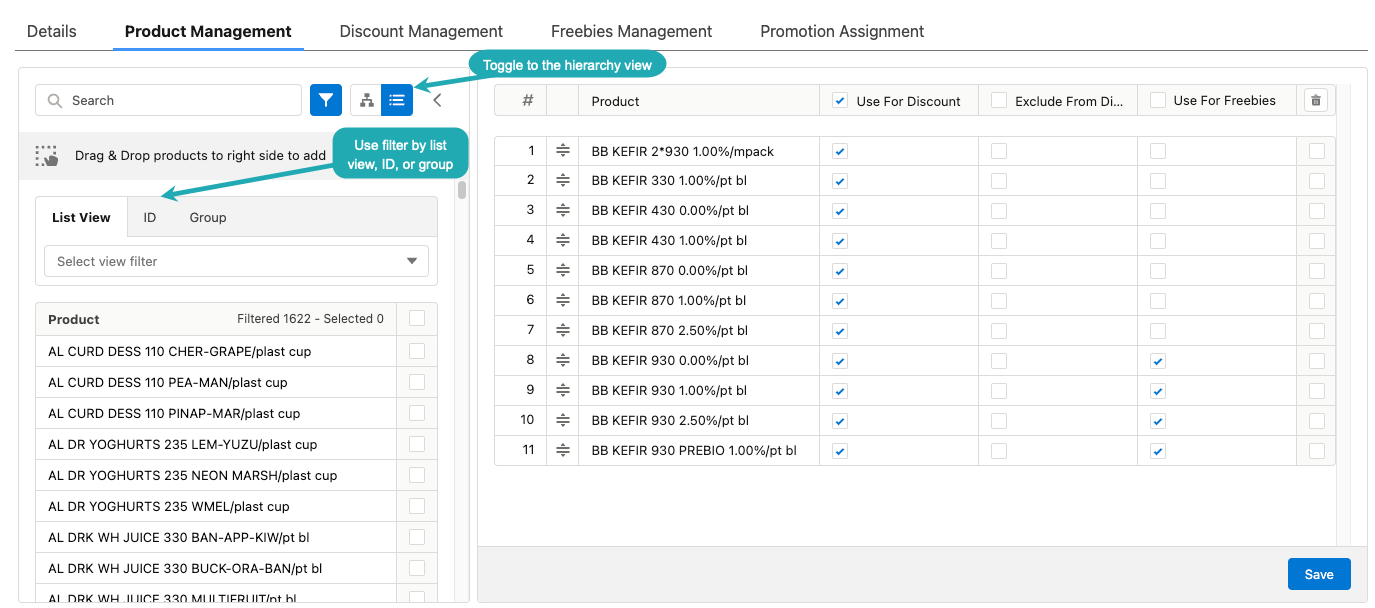 Details Product Management Discount Management Freebies Management Promotion Assignment
Toggle to the hierarchy view
Search
Drag & Drop products to right side to add
Use filter by list
view, ID, or group
List View ID Group
Select view filter
Product Filtered 1622 - Selected 0
AL CURD DESS 110 CHER-GRAPE/plast cup
AL CURD DESS 110 PEA-MAN/plast cup
AL CURD DESS 110 PINAP-MAR/plast cup
AL DR YOGHURTS 235 LEM-YUZU/plast cup
AL DR YOGHURTS 235 NEON MARSH/plast cup
AL DR YOGHURTS 235 WMEL/plast cup
AL DRK WH JUICE 330 BAN-APP-KIW/pt bl
AL DRK WH JUICE 330 BUCK-ORA-BAN/pt bl
AL DRK WH JUICE 330 MULTIFRUIT/pt bl
# Product Use For Discount Exclude From Di... Use For Freebies
1 BB KEFIR 2*930 1.00%/mpack
2 BB KEFIR 330 1.00%/pt bl
3 BB KEFIR 430 0.00%/pt bl
4 BB KEFIR 430 1.00%/pt bl
5 BB KEFIR 870 0.00%/pt bl
6 BB KEFIR 870 1.00%/pt bl
7 BB KEFIR 870 2.50%/pt bl
8 BB KEFIR 930 0.00%/pt bl
9 BB KEFIR 930 1.00%/pt bl
10 BB KEFIR 930 2.50%/pt bl
11 BB KEFIR 930 PREBIO 1.00%/pt bl
Save